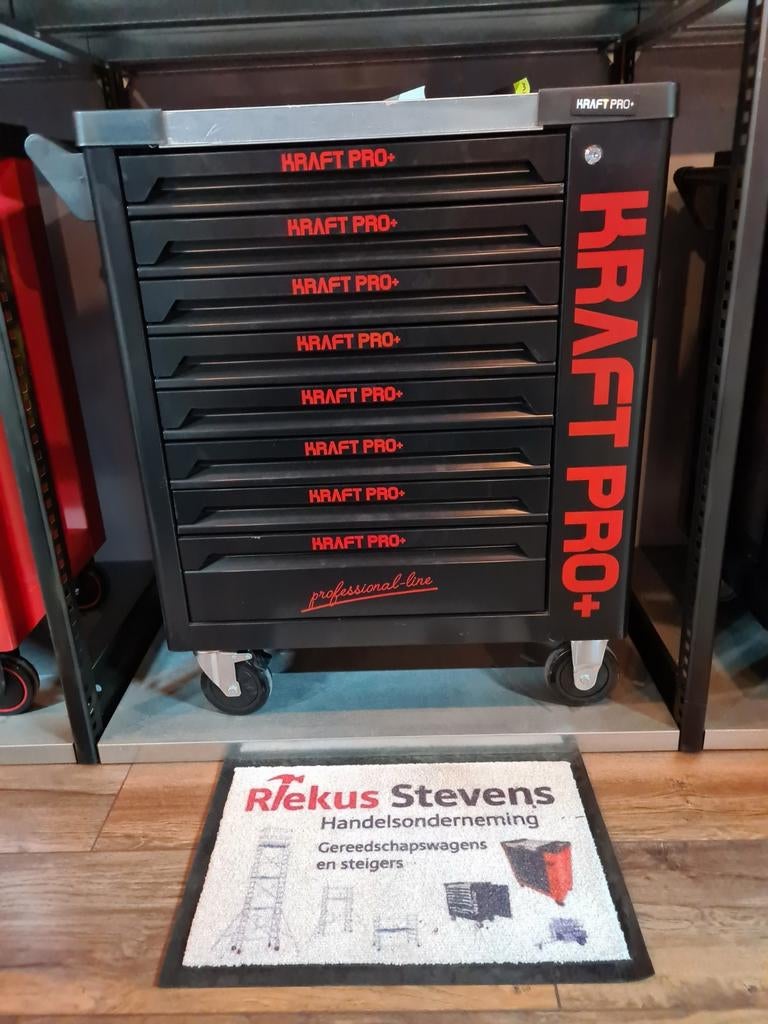 KRAFT PRO+
KRAFT PRO+
KRAFT PRO+
KRAFT PRO+
KRAFT PRO+
KRAFT PRO+
KRAFT PRO+
KRAFT PRO+
KRAFT PRO+
professional-line
KRAFT PRO+
3
Riekus Stevens
Handelsonderneming
Gereedschapswagens
en steigers